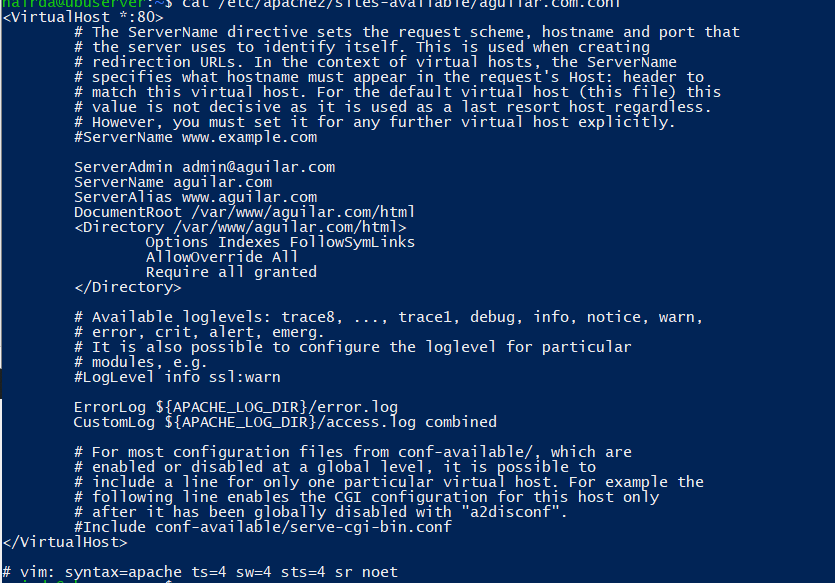 $ cat /etc/apache2/sites-available/aguilar.com.conf
<VirtualHost *:80>
# The ServerName directive sets the request scheme, hostname and port that
# the server uses to identify itself. This is used when creating
# redirection URLs. In the context of virtual hosts, the ServerName
# specifies what hostname must appear in the request's Host: header to
# match this virtual host. For the default virtual host (this file) this
# value is not decisive as it is used as a last resort host regardless.
# However, you must set it for any further virtual host explicitly.
#ServerName www.example.com
ServerAdmin admin@aguilar.com
ServerName aguilar.com
ServerAlias www.aguilar.com
DocumentRoot /var/www/aguilar.com/html
<Directory /var/www/aguilar.com/html>
Options Indexes FollowSymLinks
AllowOverride All
Require all granted
</Directory>
# Available loglevels: trace8, ..., trace1, debug, info, notice, warn,
# error, crit, alert, emerg.
# It is also possible to configure the loglevel for particular
# modules, e.g.
#LogLevel info ssl:warn
ErrorLog ${APACHE_LOG_DIR}/error.log
CustomLog ${APACHE_LOG_DIR}/access.log combined
# For most configuration files from conf-available/, which are
# enabled or disabled at a global level, it is possible to
# include a line for only one particular virtual host. For example the
# following line enables the CGI configuration for this host only
# after it has been globally disabled with "a2disconf".
#Include conf-available/serve-cgi-bin.conf
</VirtualHost>
# vim: syntax=apache ts=4 sw=4 sts=4 sr noet